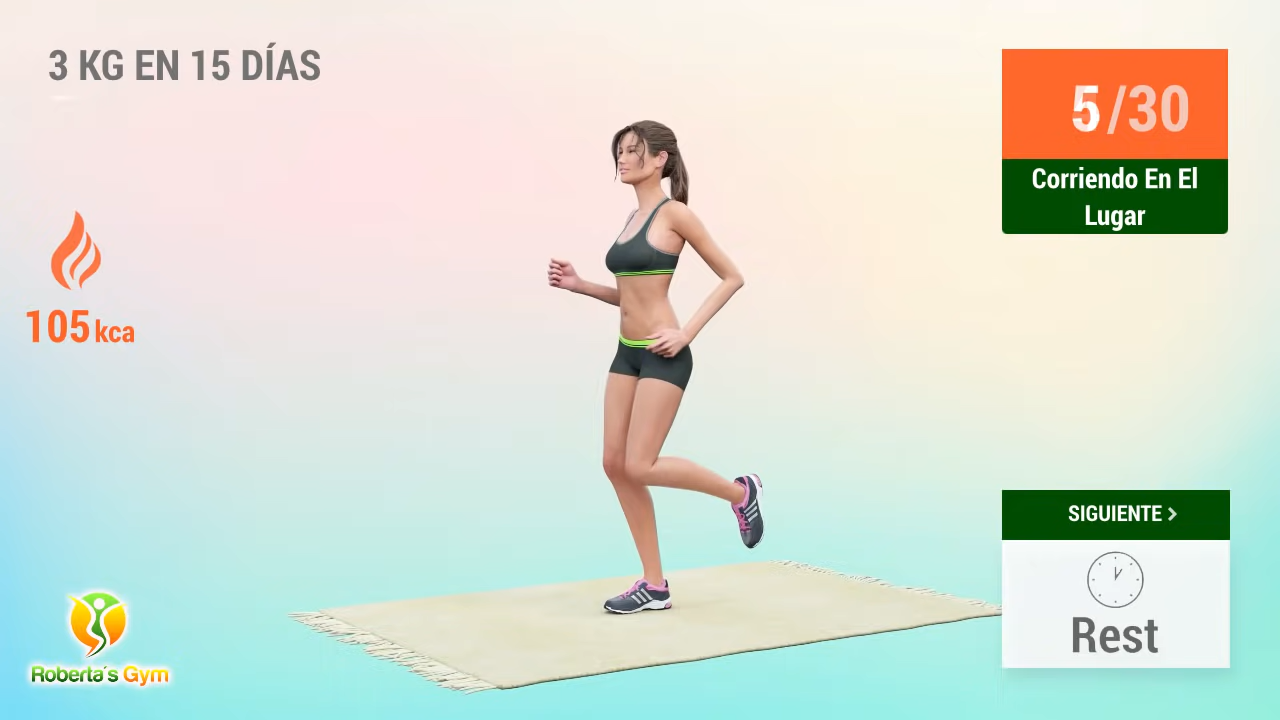 3 KG EN 15 DÍAS
5/30
Corriendo En El
Lugar
105 kca
SIGUIENTE >
Rest
Roberta´s Gym